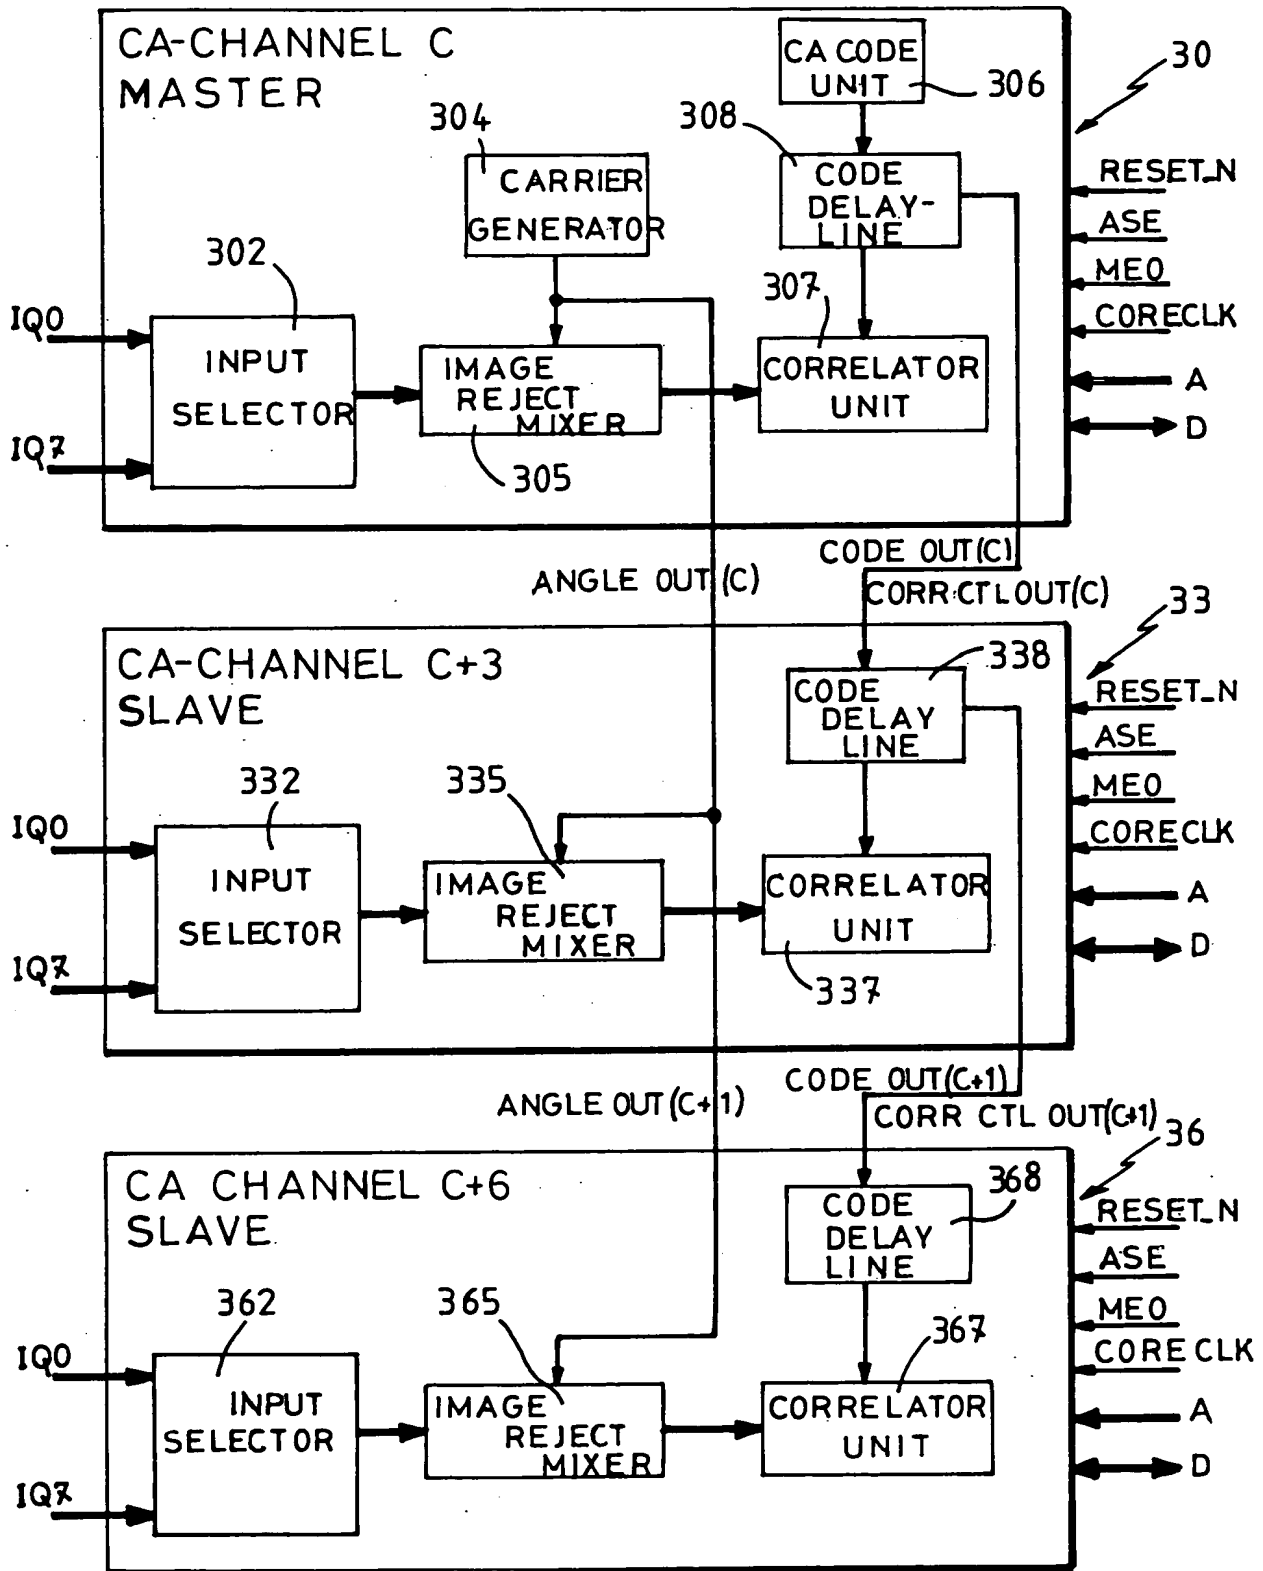 CA-CHANNEL C
MASTER
CA CODE
UNIT
306
30
304
308
CARRIER
GENERATOR
CODE
DELAY-
LINE
RESET_N
ASE
MEO
CORECLK
A
D
302
307
IQ0
IQ7
INPUT
SELECTOR
IMAGE
REJECT
MIXER
305
CORRELATOR
UNIT
ANGLE OUT(C)
CODE OUT(C)
CORR CTL OUT(C)
CA-CHANNEL C+3
SLAVE
33
338
CODE
DELAY
LINE
RESET_N
ASE
MEO
CORECLK
A
D
332
335
IQ0
IQ7
INPUT
SELECTOR
IMAGE
REJECT
MIXER
CORRELATOR
UNIT
337
ANGLE OUT(C+1)
CODE OUT(C+1)
CORR CTL OUT(C+1)
CA CHANNEL C+6
SLAVE
36
368
CODE
DELAY
LINE
RESET_N
ASE
MEO
CORECLK
A
D
362
365
367
IQ0
IQ7
INPUT
SELECTOR
IMAGE
REJECT
MIXER
CORRELATOR
UNIT